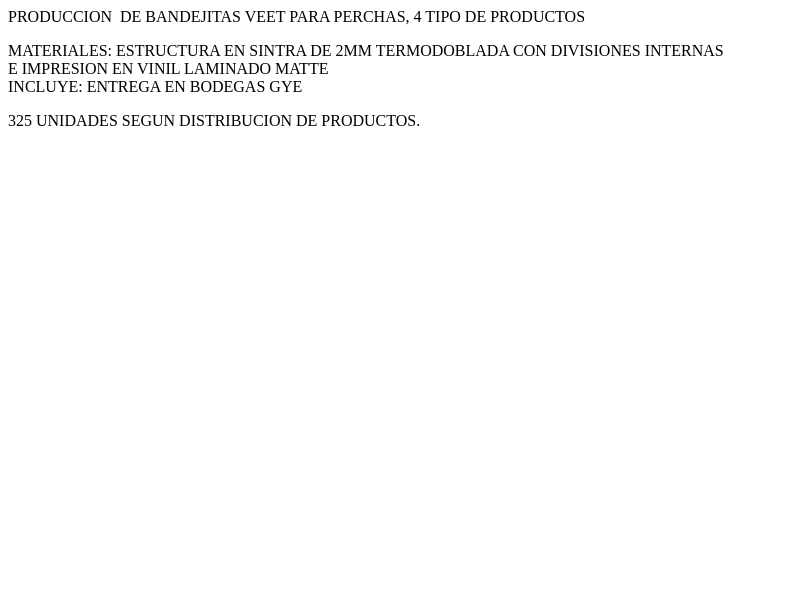 PRODUCCION  DE BANDEJITAS VEET PARA PERCHAS, 4 TIPO DE PRODUCTOS
MATERIALES: ESTRUCTURA EN SINTRA DE 2MM TERMODOBLADA CON DIVISIONES INTERNAS
E IMPRESION EN VINIL LAMINADO MATTE
INCLUYE: ENTREGA EN BODEGAS GYE
325 UNIDADES SEGUN DISTRIBUCION DE PRODUCTOS.